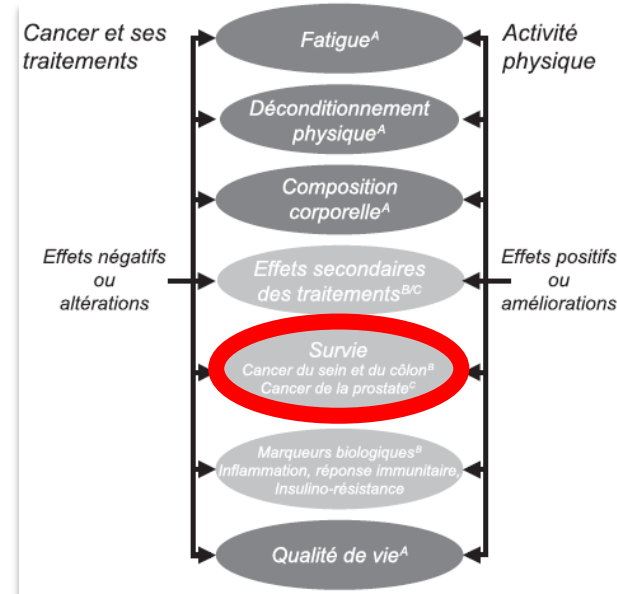 Cancer et ses
traitements
Activité
physique
Fatigue^A
Déconditionnement
physique^A
Composition
corporelle^A
Effets négatifs
ou
altérations
Effets secondaires
des traitements^B/C
Effets positifs
ou
améliorations
Survie
Cancer du sein et du côlon^B
Cancer de la prostate^C
Marqueurs biologiques^B
Inflammation, réponse immunitaire,
Insulino-résistance
Qualité de vie^A